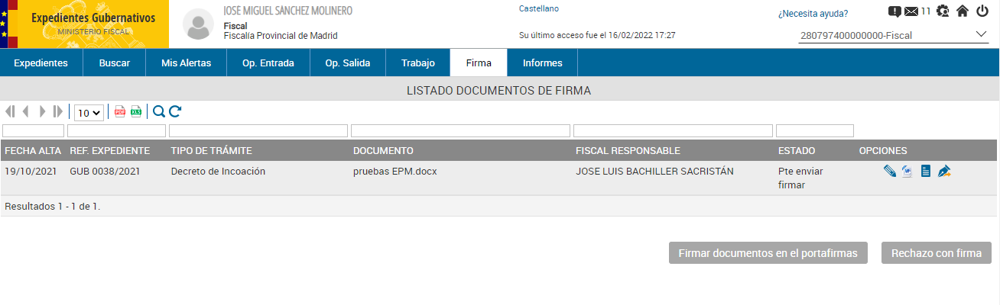 Expedientes Gubernativos
MINISTERIO FISCAL
JOSE MIGUEL SÁNCHEZ MOLINERO
Fiscal
Fiscalía Provincial de Madrid
Castellano
Su último acceso fue el 16/02/2022 17:27
¿Necesita ayuda?
11
280797400000000-Fiscal
Expedientes Buscar Mis Alertas Op. Entrada Op. Salida Trabajo Firma Informes
LISTADO DOCUMENTOS DE FIRMA
10 PDF XLS
FECHA ALTA REF. EXPEDIENTE TIPO DE TRÁMITE DOCUMENTO FISCAL RESPONSABLE ESTADO OPCIONES
19/10/2021 GUB 0038/2021 Decreto de Incoación pruebas EPM.docx JOSE LUIS BACHILLER SACRISTÁN Pte enviar
firmar
Resultados 1 - 1 de 1.
Firmar documentos en el portafirmas Rechazo con firma